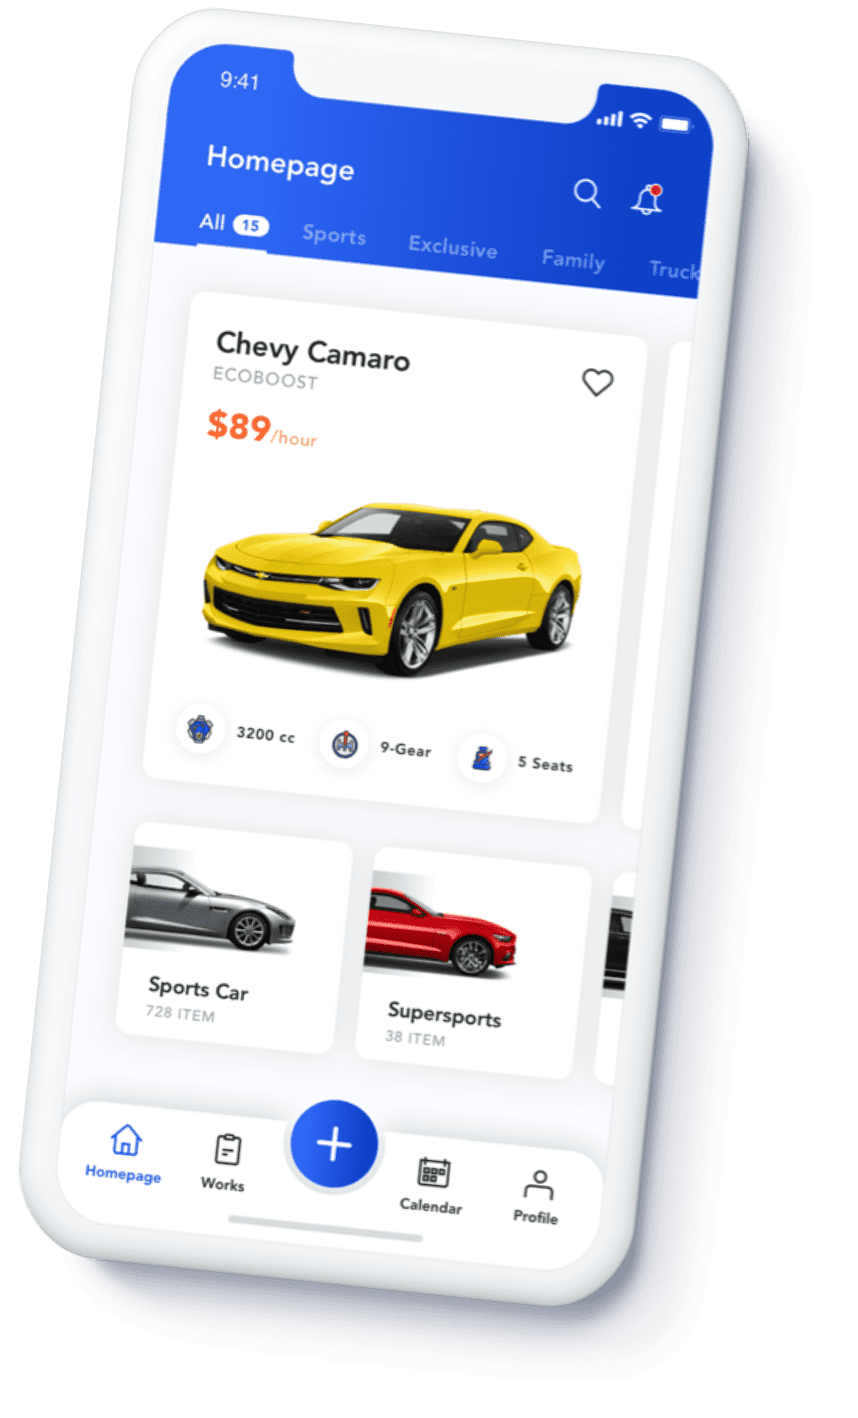 9:41
Homepage
All 15 Sports Exclusive Family Truck
Chevy Camaro
ECOBOOST
$89/hour
3200 cc 9-Gear 5 Seats
Sports Car
728 ITEM
Supersports
38 ITEM
Homepage Works Calendar Profile